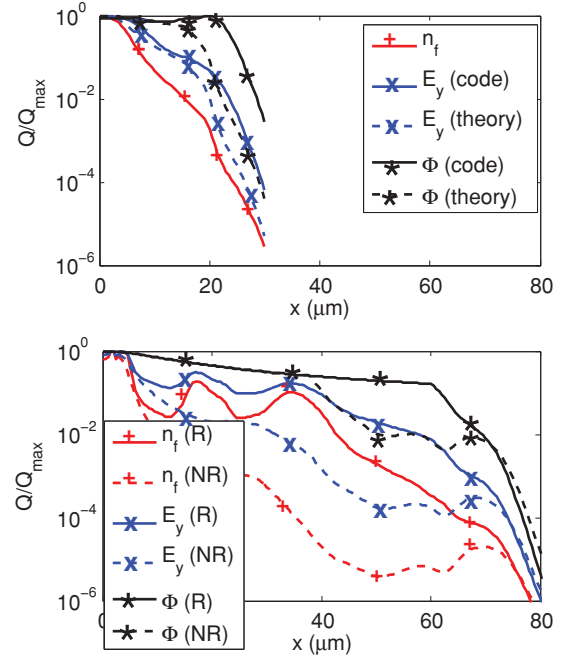 Q/Q_max
10^0
10^-2
10^-4
10^-6
0
20
40
60
80
x (μm)
n_f
E_y (code)
E_y (theory)
Φ (code)
Φ (theory)
Q/Q_max
10^0
10^-2
10^-4
10^-6
n_f (R)
n_f (NR)
E_y (R)
E_y (NR)
Φ (R)
Φ (NR)
0
40
60
80
x (μm)